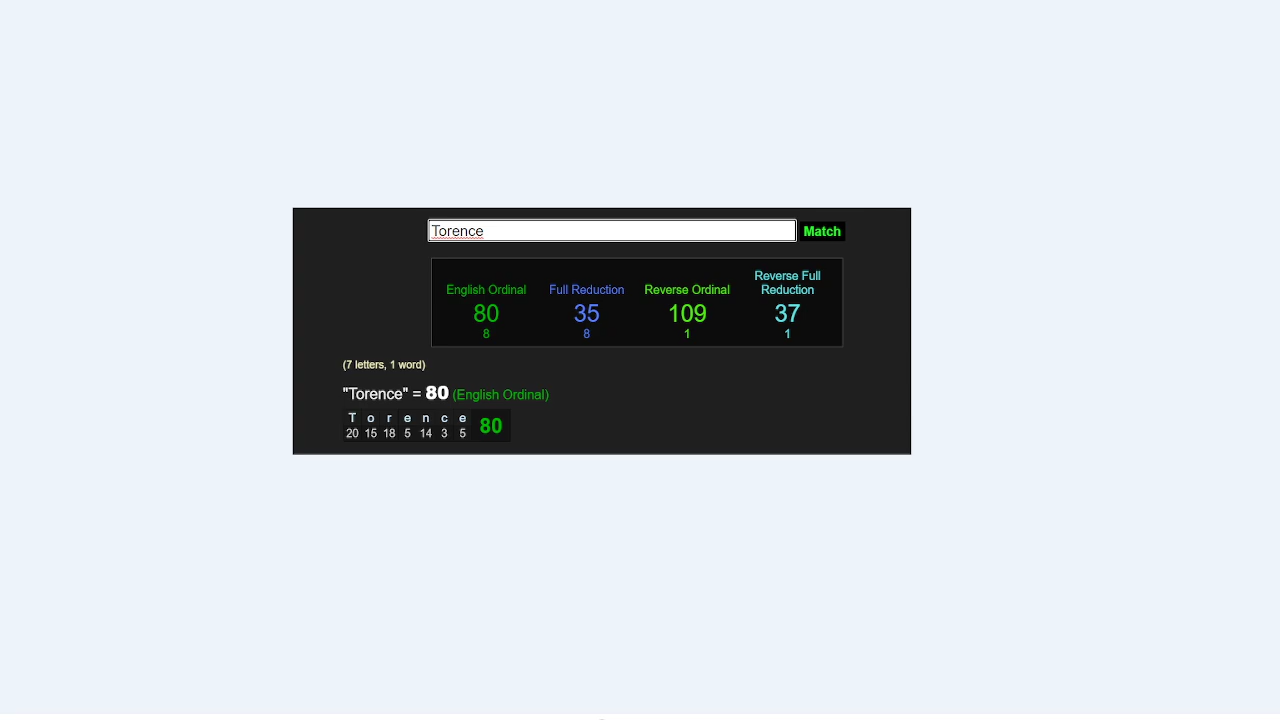 Torence Match
English Ordinal Full Reduction Reverse Ordinal Reverse Full Reduction
80 35 109 37
8 8 1 1
(7 letters, 1 word)
"Torence" = 80 (English Ordinal)
T o r e n c e 80
20 15 18 5 14 3 5